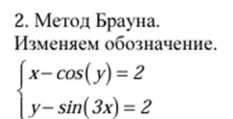 2. Метод Брауна.
Изменяем обозначение.
x– cos( y) = 2
y– sin(3x) = 2